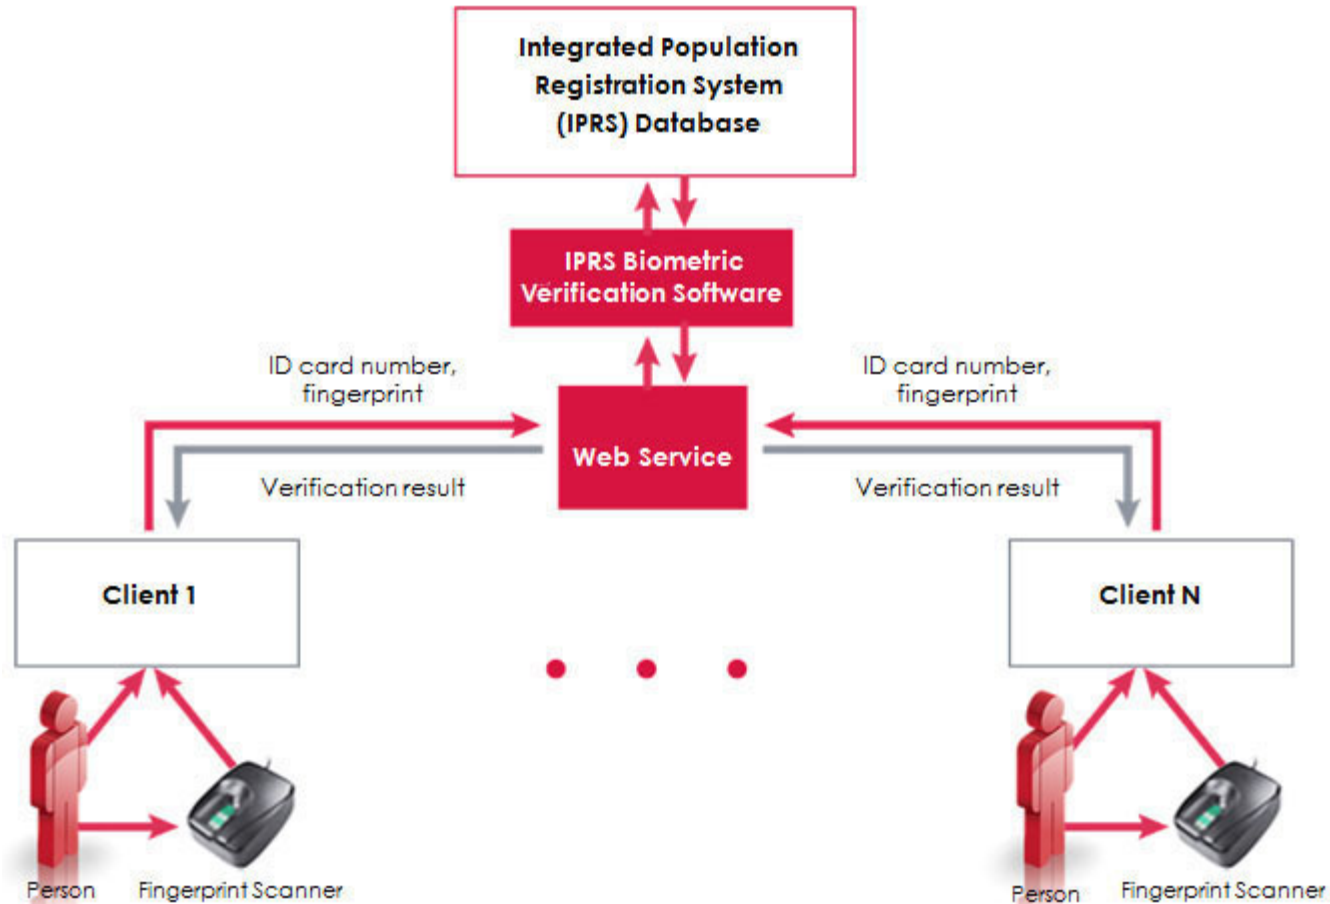 Integrated Population
Registration System
(IPRS) Database
IPRS Biometric
Verification Software
ID card number,
fingerprint
ID card number,
fingerprint
Web Service
Verification result
Verification result
Client 1
Client N
Person
Fingerprint Scanner
Person
Fingerprint Scanner